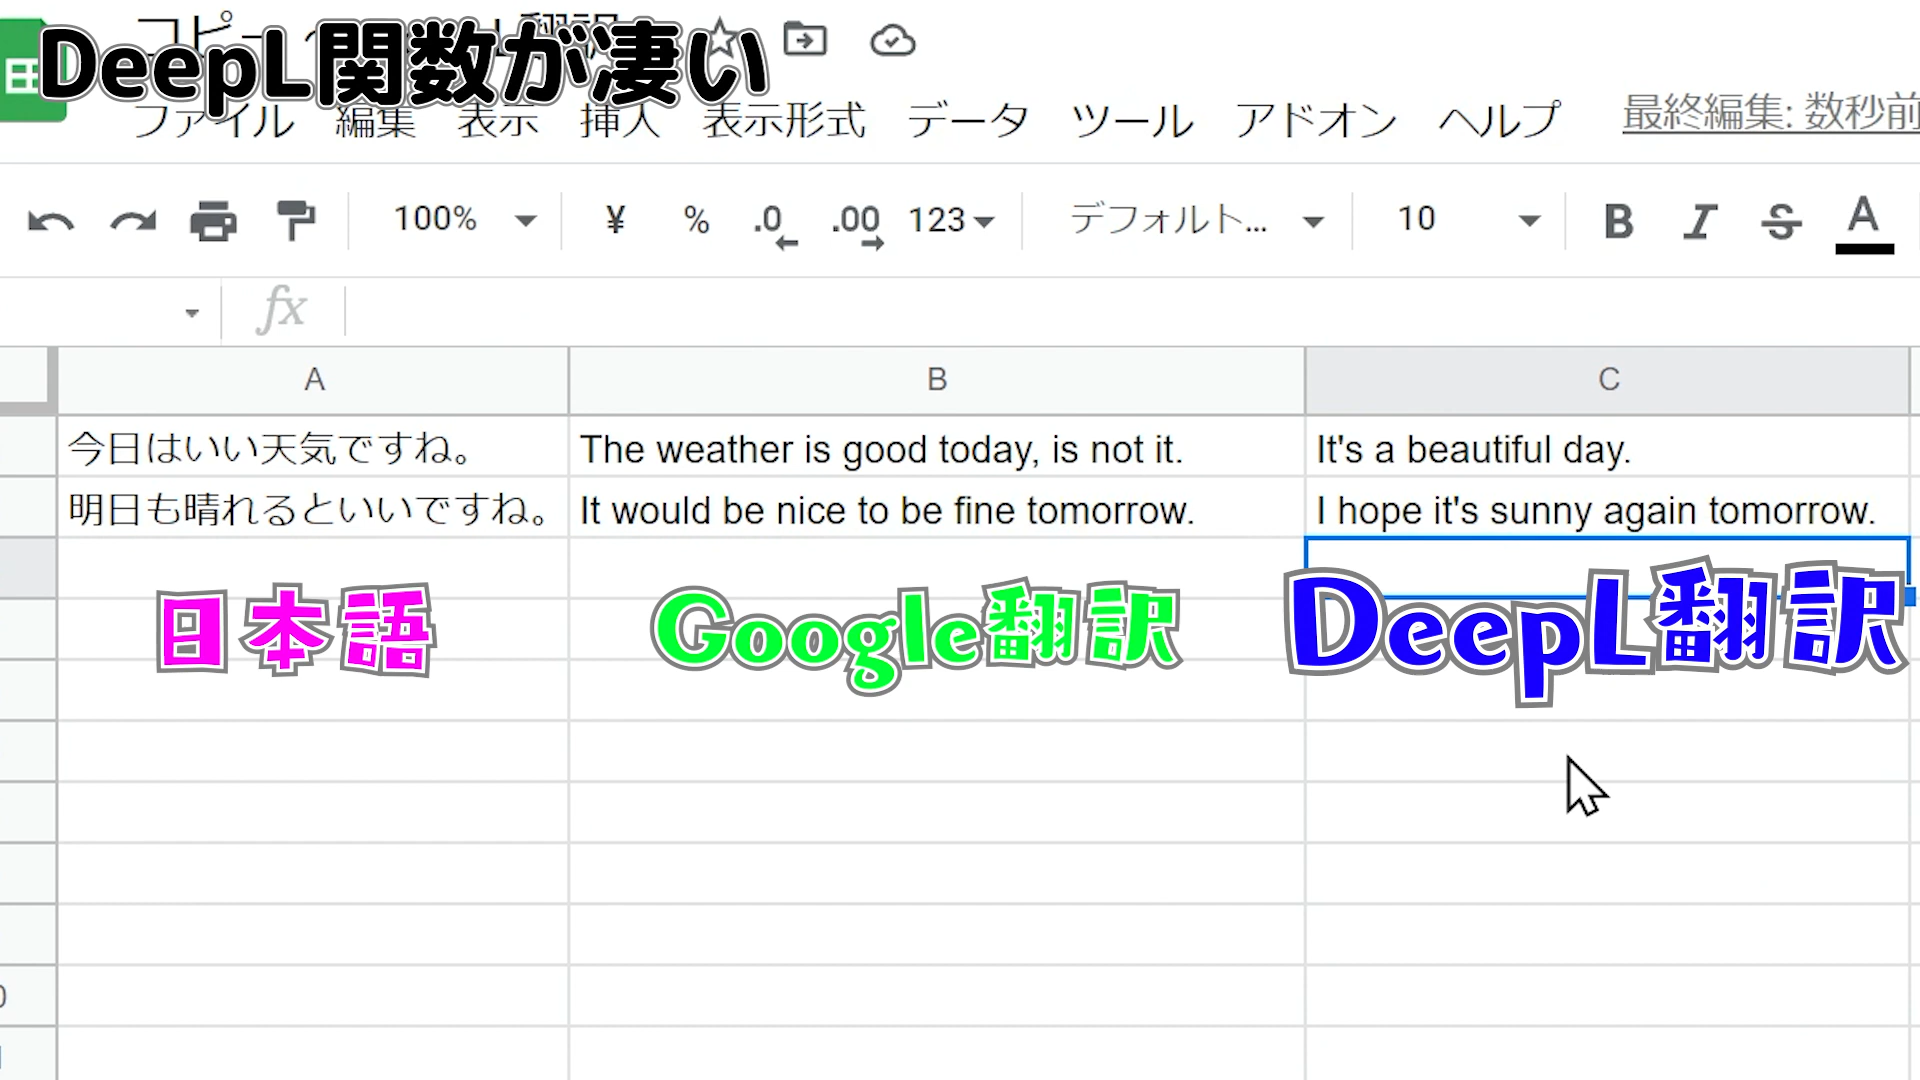 DeepL関数が凄い
ファイル 編集 表示 挿入 表示形式 データ ツール アドオン ヘルプ 最終編集: 数秒前
100% ¥ % .0 .00 123 デフォルト... 10 B I S A
fx
A B C
今日はいい天気ですね。 The weather is good today, is not it. It's a beautiful day.
明日も晴れるといいですね。 It would be nice to be fine tomorrow. I hope it's sunny again tomorrow.
日本語 Google翻訳 DeepL翻訳